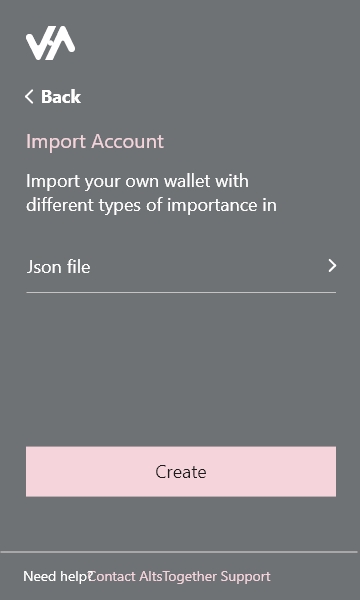 Back
Import Account
Import your own wallet with
different types of importance in
Json file
Create
Need help?Contact AltsTogether Support